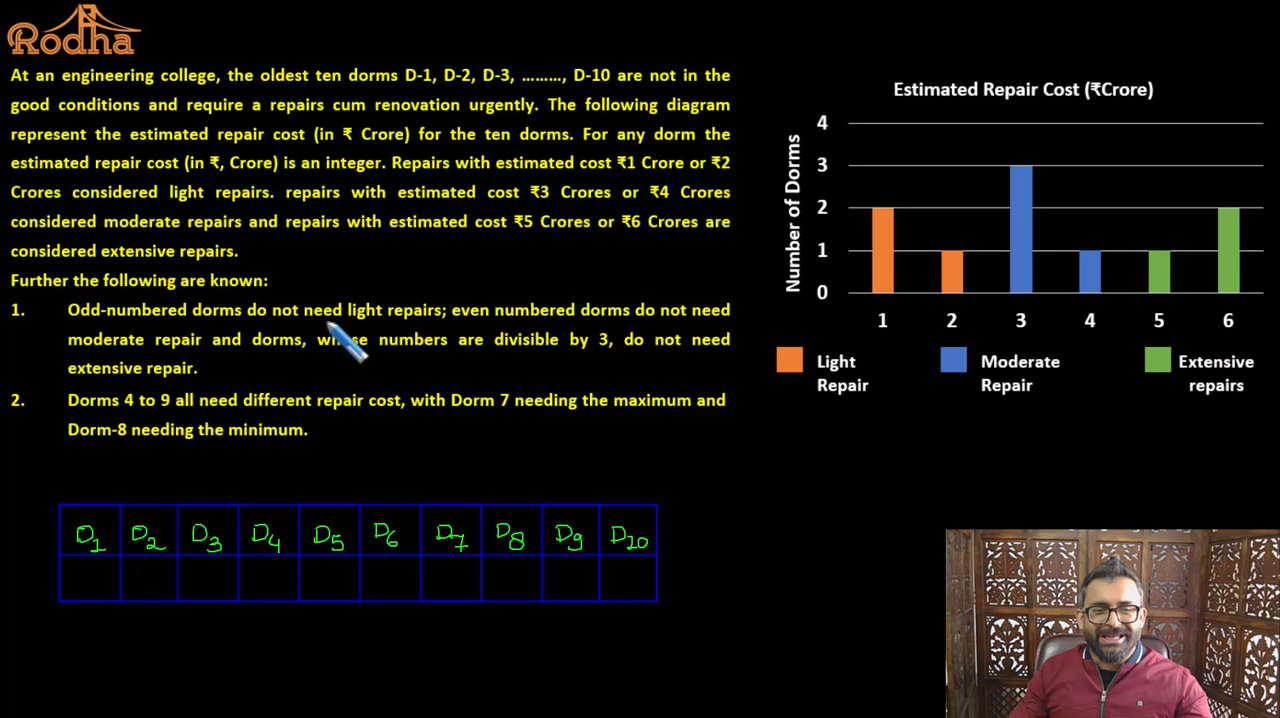 Rodha
At an engineering college, the oldest ten dorms D-1, D-2, D-3, ………, D-10 are not in the
good conditions and require a repairs cum renovation urgently. The following diagram
represent the estimated repair cost (in ₹ Crore) for the ten dorms. For any dorm the
estimated repair cost (in ₹, Crore) is an integer. Repairs with estimated cost ₹1 Crore or ₹2
Crores considered light repairs. repairs with estimated cost ₹3 Crores or ₹4 Crores
considered moderate repairs and repairs with estimated cost ₹5 Crores or ₹6 Crores are
considered extensive repairs.
Further the following are known:
1. Odd-numbered dorms do not need light repairs; even numbered dorms do not need
moderate repair and dorms, whose numbers are divisible by 3, do not need
extensive repair.
2. Dorms 4 to 9 all need different repair cost, with Dorm 7 needing the maximum and
Dorm-8 needing the minimum.
D1 D2 D3 D4 D5 D6 D7 D8 D9 D10
Estimated Repair Cost (₹Crore)
Number of Dorms
4
3
2
1
0
1 2 3 4 5 6
Light Repair
Moderate Repair
Extensive repairs